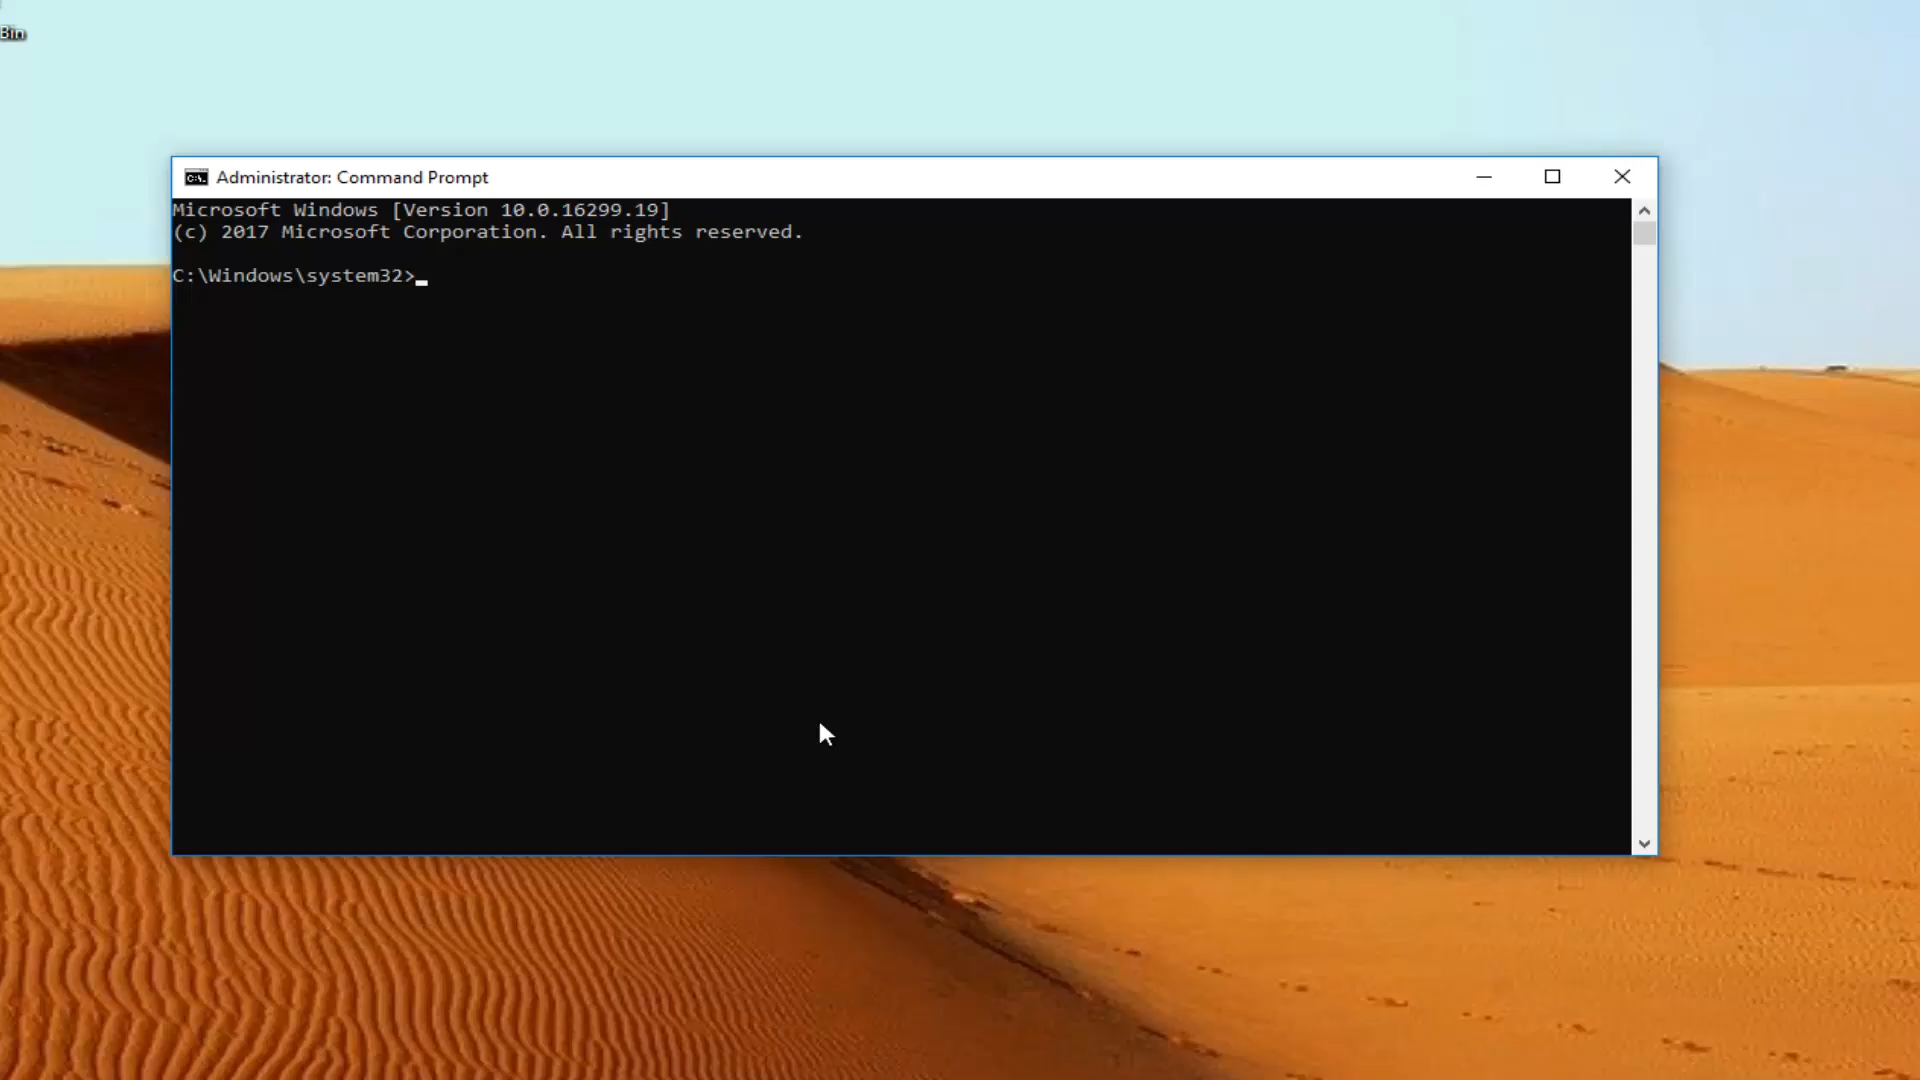 Bin
Administrator: Command Prompt
Microsoft Windows [Version 10.0.16299.19]
(c) 2017 Microsoft Corporation. All rights reserved.
C:\Windows\system32>